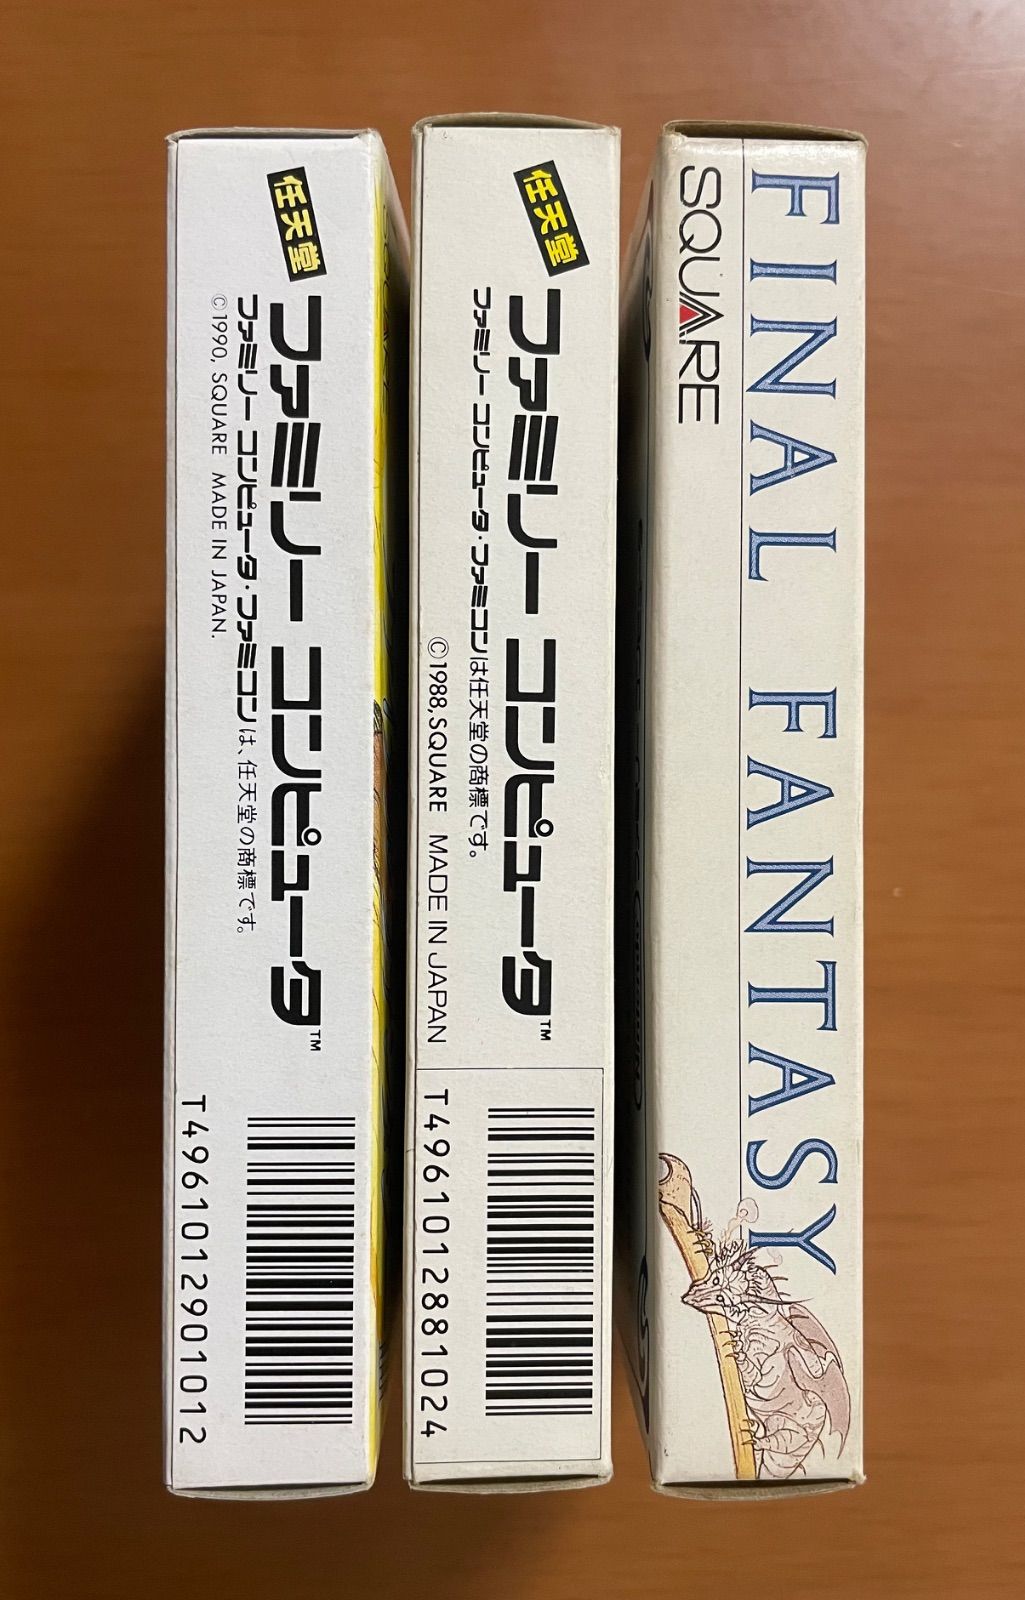 任天堂
ファミリー コンピュータ™
ファミリー コンピュータ・ファミコンは、任天堂の商標です。
©1990, SQUARE MADE IN JAPAN.
T4961012901012
任天堂
ファミリー コンピュータ™
ファミリー コンピュータ・ファミコンは任天堂の商標です。
©1988,SQUARE MADE IN JAPAN
T4961012881024
FINAL FANTASY
SQUARE